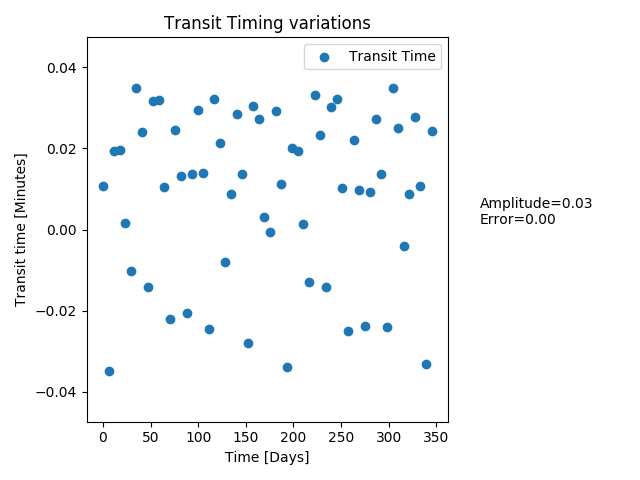 Transit Timing variations
Transit Time
Transit time [Minutes]
0.04
0.02
0.00
−0.02
−0.04
0 50 100 150 200 250 300 350
Time [Days]
Amplitude=0.03
Error=0.00